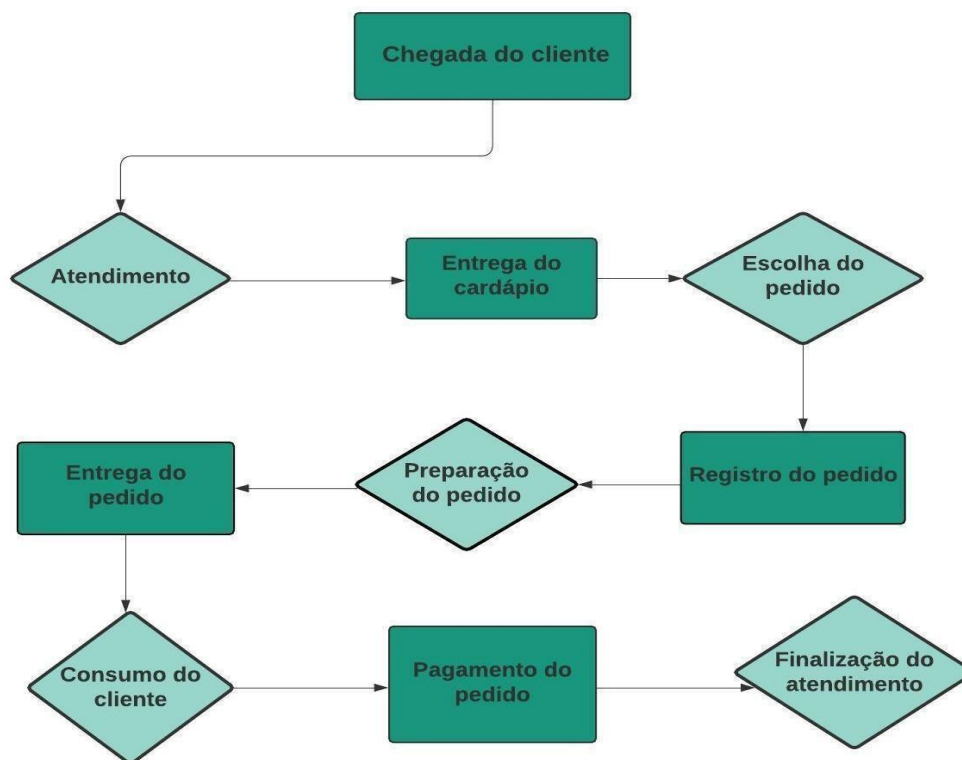 Chegada do cliente
Atendimento
Entrega do
cardápio
Escolha do
pedido
Registro do pedido
Preparação
do pedido
Entrega do
pedido
Consumo do
cliente
Pagamento do
pedido
Finalização do
atendimento